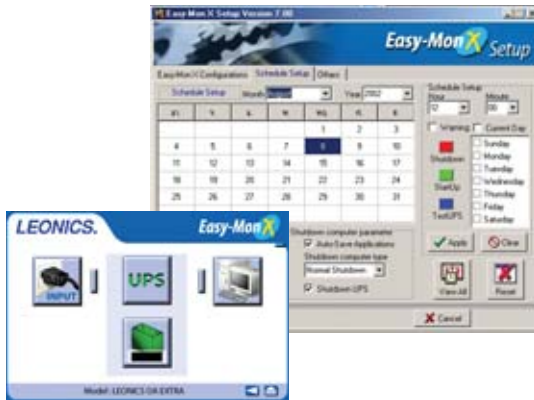 Easy-Mon X Setup Version 7.00
Easy-Mon X Setup
Easy-Mon X Configurations Schedule Setup Others
Schedule Setup Month August Year 2002
1 2 3
4 5 6 7 8 9 10
11 12 13 14 15 16 17
18 19 20 21 22 23 24
25 26 27 28 29 30 31
Schedule Setup
Hour Minute
12 00
Warning Current Day
Shutdown
StartUp
TestUPS
Sunday
Monday
Tuesday
Wednesday
Thursday
Friday
Saturday
Apply Clear
View All Reset
Shutdown computer parameter
Auto Save Applications
Shutdown computer type
Normal Shutdown
Shutdown UPS
Cancel
LEONICS. Easy-Mon X
INPUT
UPS
Model: LEONICS OA EXTRA